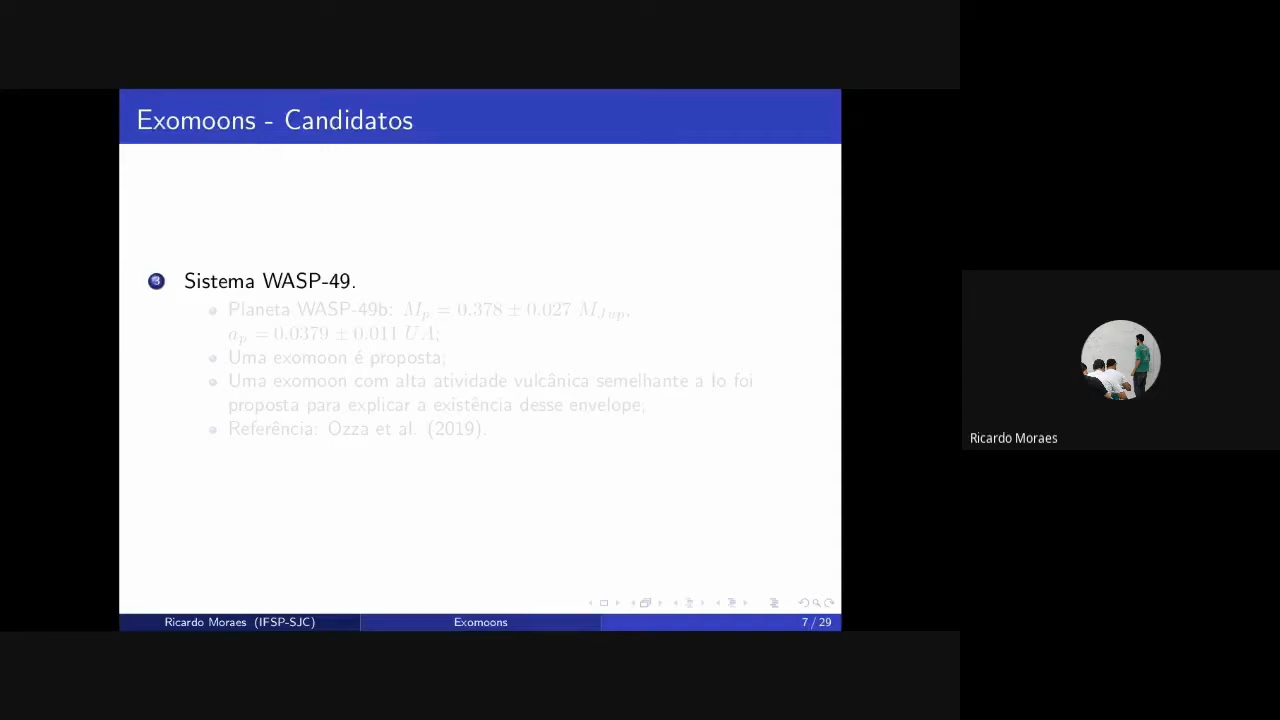 Exomoons - Candidatos
3 Sistema WASP-49.
Planeta WASP-49b: M_p = 0.378 ± 0.027 M_Jup,
a_p = 0.0379 ± 0.011 UA;
Uma exomoon é proposta;
Uma exomoon com alta atividade vulcânica semelhante a Io foi
proposta para explicar a existência desse envelope;
Referência: Ozza et al. (2019).
Ricardo Moraes (IFSP-SJC)
Exomoons
7 / 29
Ricardo Moraes